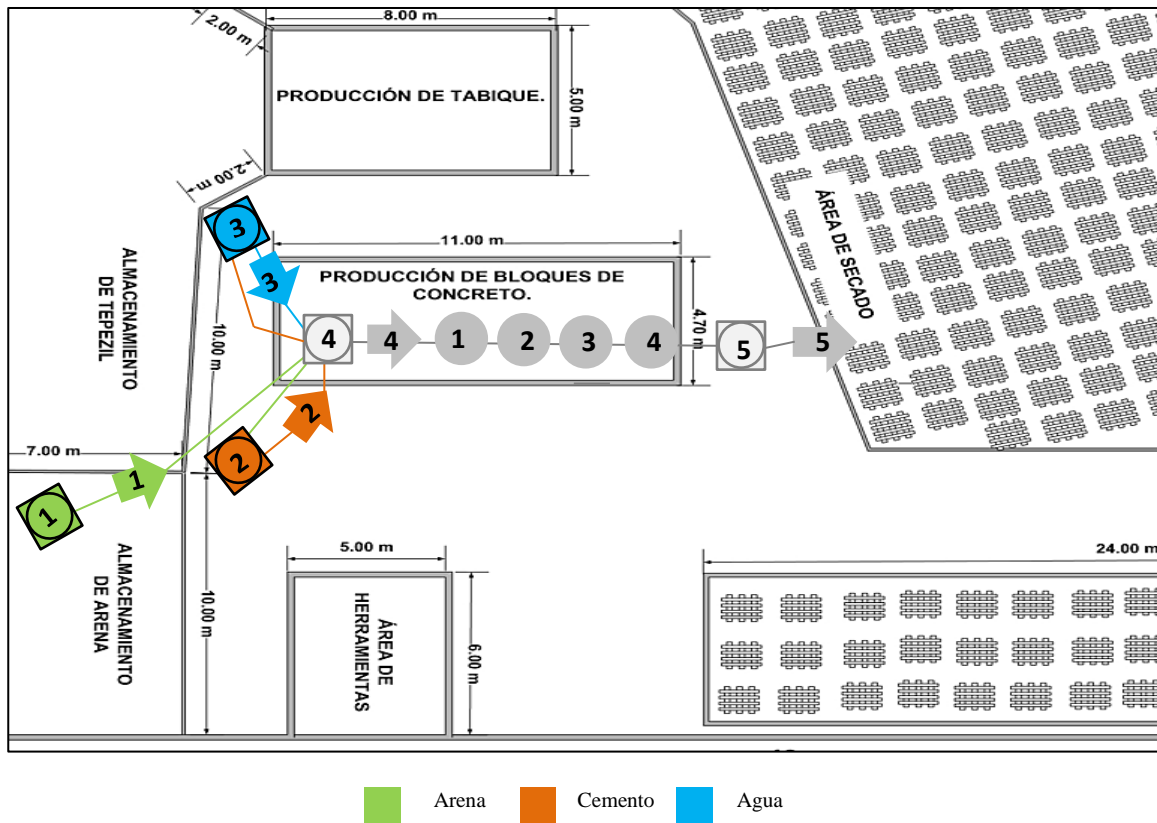 8.00 m
2.00 m
PRODUCCIÓN DE TABIQUE.
5.00 m
2.00 m
ÁREA DE SECADO
3
11.00 m
ALMACENAMIENTO
DE TEPEZIL
3
PRODUCCIÓN DE BLOQUES DE
CONCRETO.
10.00 m
4.70 m
4
4
1
2
3
4
5
5
2
7.00 m
2
1
1
ALMACENAMIENTO
DE ARENA
10.00 m
5.00 m
24.00 m
ÁREA DE
HERRAMIENTAS
6.00 m
Arena
Cemento
Agua